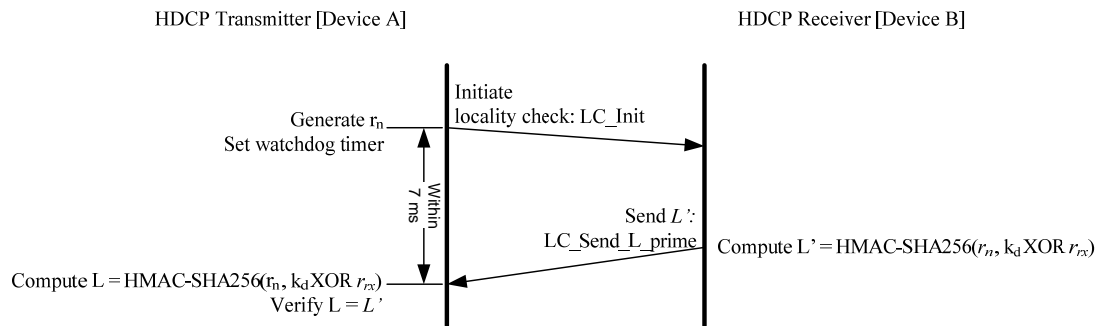 HDCP Transmitter [Device A]
HDCP Receiver [Device B]
Initiate
locality check: LC_Init
Generate rn
Set watchdog timer
Within
7 ms
Send L’:
LC_Send_L_prime
Compute L’ = HMAC-SHA256(rn, kd XOR rrx)
Compute L = HMAC-SHA256(rn, kd XOR rrx)
Verify L = L’